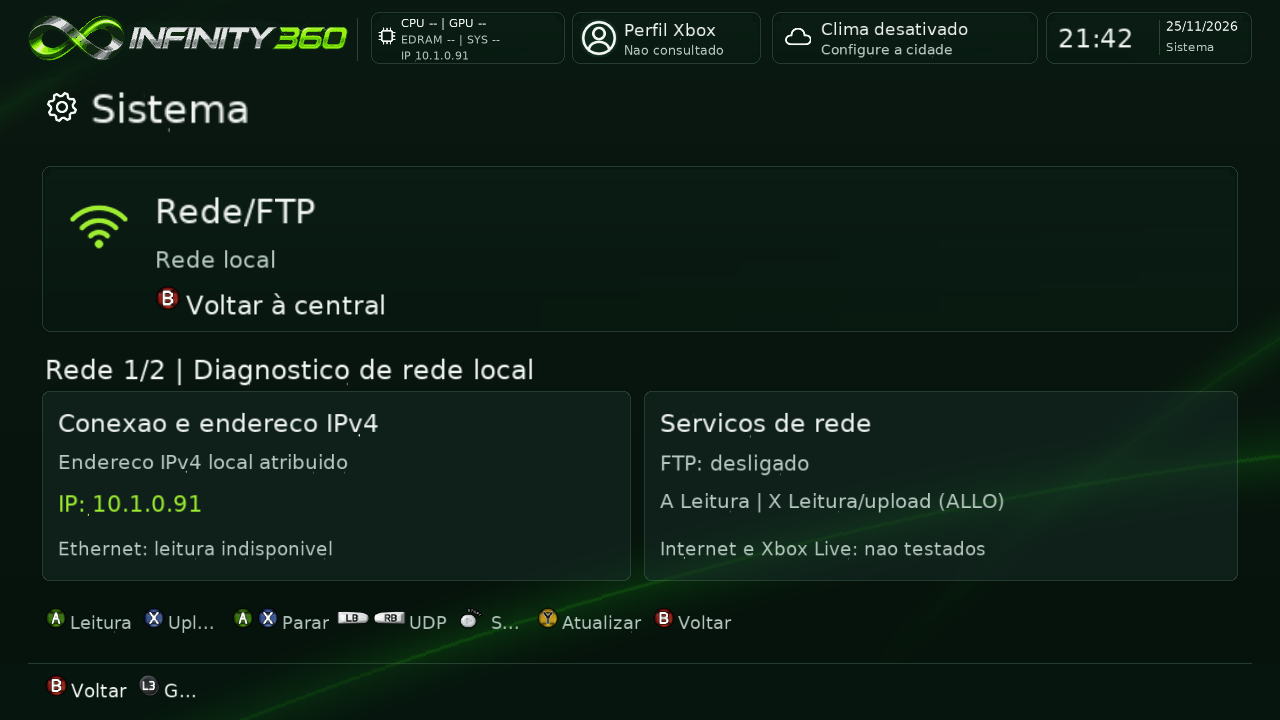 INFINITY 360
CPU -- | GPU --
EDRAM -- | SYS --
IP 10.1.0.91
Perfil Xbox
Nao consultado
Clima desativado
Configure a cidade
21:42
25/11/2026
Sistema
Sistema
Rede/FTP
Rede local
B Voltar à central
Rede 1/2 | Diagnostico de rede local
Conexao e endereco IPv4
Endereco IPv4 local atribuido
IP: 10.1.0.91
Ethernet: leitura indisponivel
Servicos de rede
FTP: desligado
A Leitura | X Leitura/upload (ALLO)
Internet e Xbox Live: nao testados
A Leitura X Upl... A X Parar LB RB UDP S... Y Atualizar B Voltar
B Voltar L3 G...